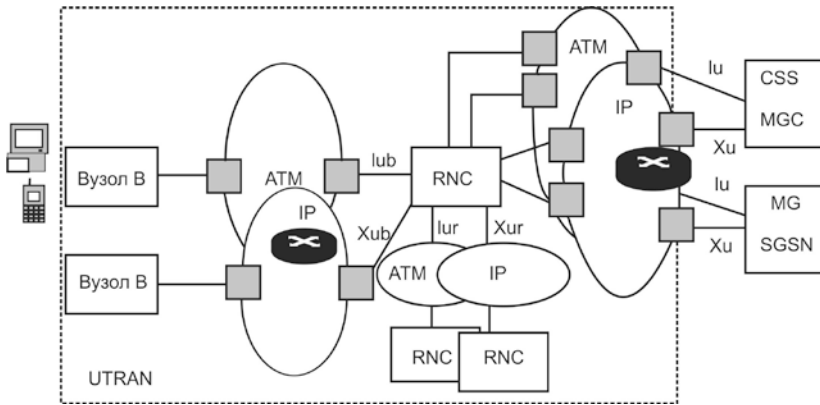 ATM
Iu
CSS
MGC
IP
Xu
Вузол В
ATM
Iub
RNC
IP
Xub
Iur
Xur
Iu
MG
SGSN
Xu
Вузол В
ATM
IP
RNC
RNC
UTRAN